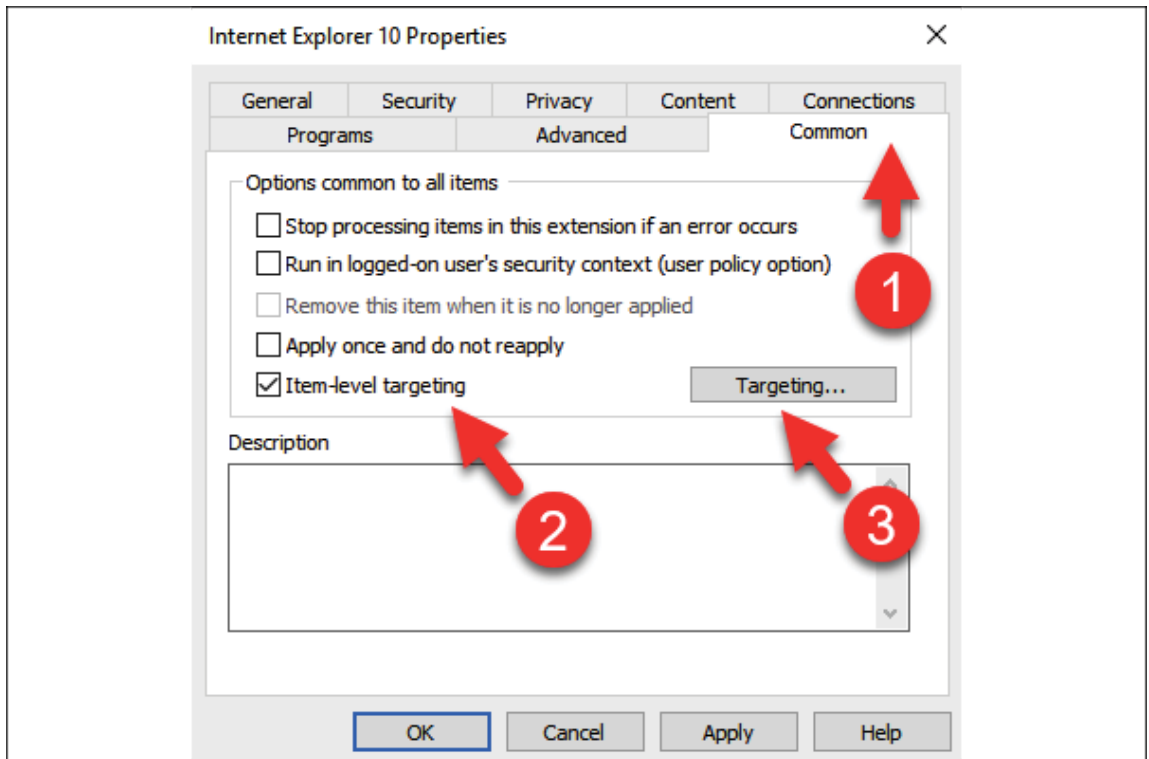 Internet Explorer 10 Properties
General Security Privacy Content Connections
Programs Advanced Common
Options common to all items
Stop processing items in this extension if an error occurs
Run in logged-on user's security context (user policy option)
1
Remove this item when it is no longer applied
Apply once and do not reapply
Item-level targeting Targeting...
Description
2 3
OK Cancel Apply Help